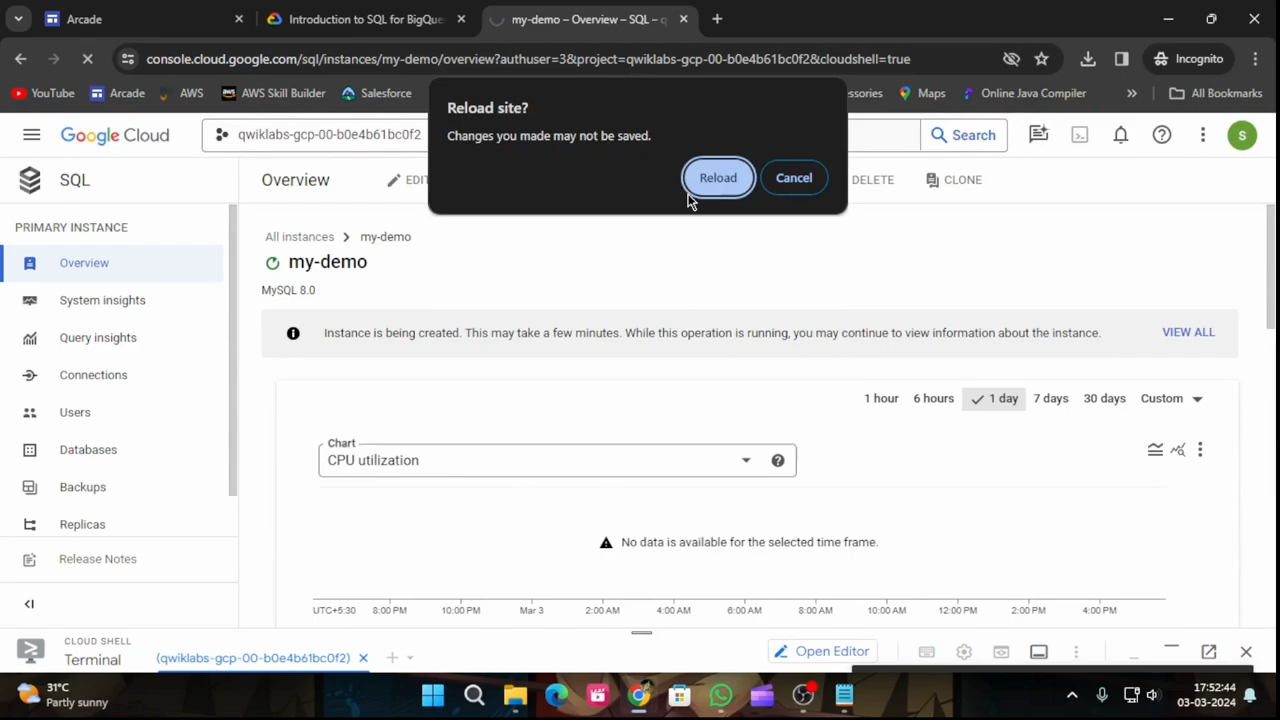 Arcade
Introduction to SQL for BigQue
my-demo – Overview – SQL – q
console.cloud.google.com/sql/instances/my-demo/overview?authuser=3&project=qwiklabs-gcp-00-b0e4b61bc0f2&cloudshell=true
Incognito
YouTube
Arcade
AWS
AWS Skill Builder
Salesforce
essories
Maps
Online Java Compiler
All Bookmarks
Reload site?
Changes you made may not be saved.
Reload
Cancel
Google Cloud
qwiklabs-gcp-00-b0e4b61bc0f2
Search
S
SQL
Overview
EDIT
DELETE
CLONE
PRIMARY INSTANCE
Overview
System insights
Query insights
Connections
Users
Databases
Backups
Replicas
Release Notes
All instances
my-demo
my-demo
MySQL 8.0
Instance is being created. This may take a few minutes. While this operation is running, you may continue to view information about the instance.
VIEW ALL
1 hour
6 hours
1 day
7 days
30 days
Custom
Chart
CPU utilization
No data is available for the selected time frame.
UTC+5:30
8:00 PM
10:00 PM
Mar 3
2:00 AM
4:00 AM
6:00 AM
8:00 AM
10:00 AM
12:00 PM
2:00 PM
4:00 PM
CLOUD SHELL
Terminal
(qwiklabs-gcp-00-b0e4b61bc0f2)
Open Editor
31°C
Partly sunny
17:52:44
03-03-2024